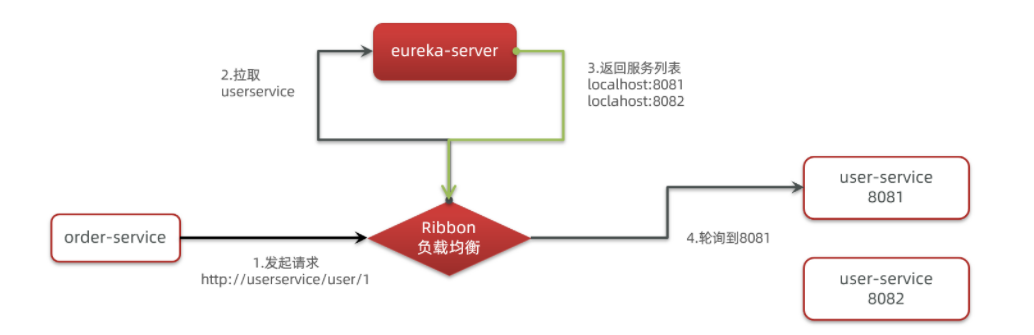 eureka-server
2.拉取
userservice
3.返回服务列表
localhost:8081
loclahost:8082
user-service
8081
order-service
Ribbon
负载均衡
4.轮询到8081
1.发起请求
http://userservice/user/1
user-service
8082